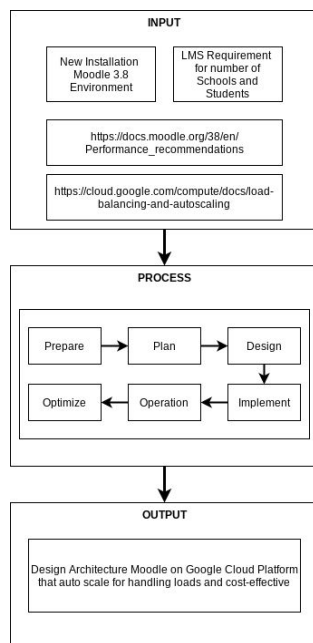 INPUT
New Installation
Moodle 3.8
Environment
LMS Requirement
for number of
Schools and
Students
https://docs.moodle.org/38/en/
Performance_recommendations
https://cloud.google.com/compute/docs/load-
balancing-and-autoscaling
PROCESS
Prepare
Plan
Design
Optimize
Operation
Implement
OUTPUT
Design Architecture Moodle on Google Cloud Platform
that auto scale for handling loads and cost-effective